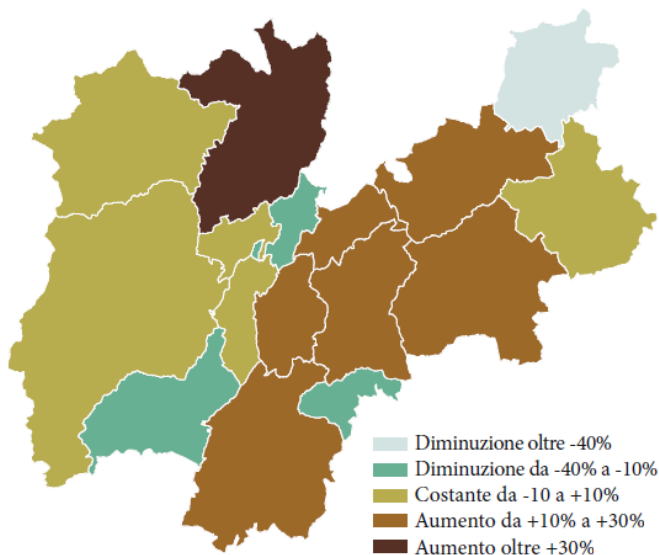 Diminuzione oltre -40%
Diminuzione da -40% a -10%
Costante da -10 a +10%
Aumento da +10% a +30%
Aumento oltre +30%